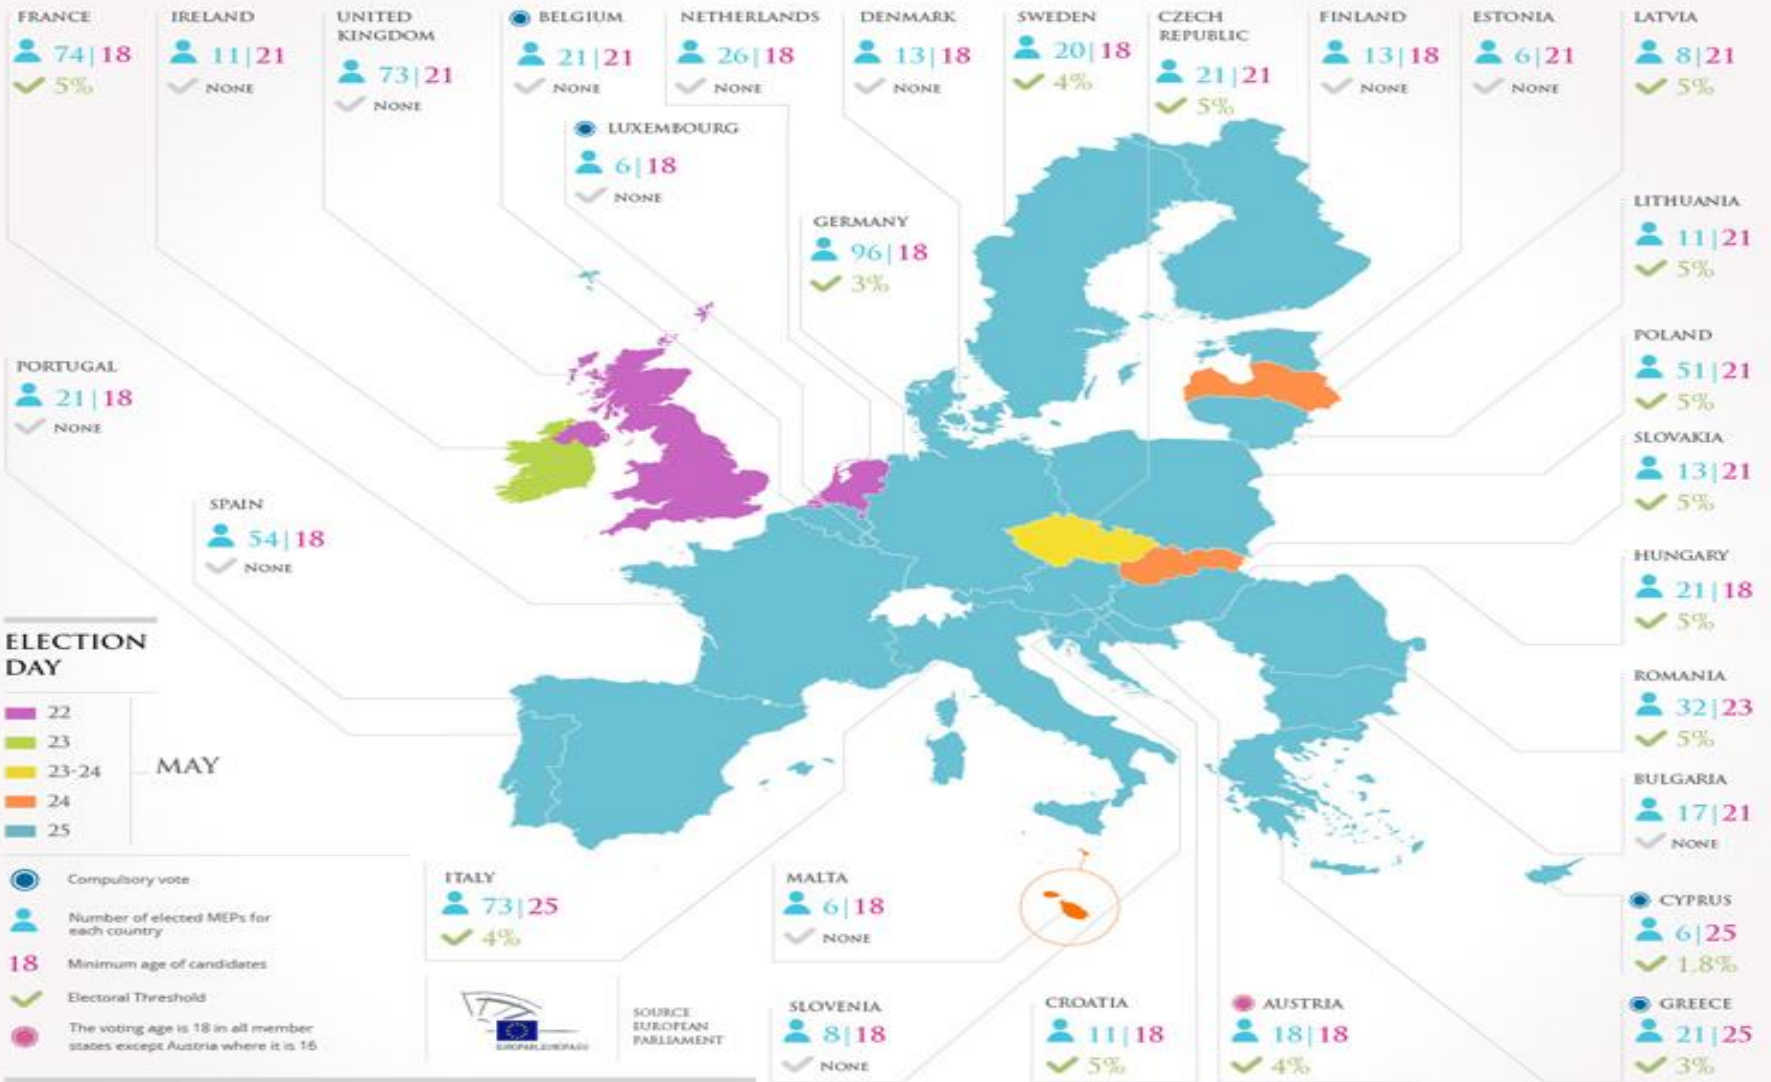 FRANCE
74|18
5%
IRELAND
11|21
NONE
UNITED
KINGDOM
73|21
NONE
BELGIUM
21|21
NONE
NETHERLANDS
26|18
NONE
DENMARK
13|18
NONE
SWEDEN
20|18
4%
CZECH
REPUBLIC
21|21
5%
FINLAND
13|18
NONE
ESTONIA
6|21
NONE
LATVIA
8|21
5%
LUXEMBOURG
6|18
NONE
GERMANY
96|18
3%
LITHUANIA
11|21
5%
POLAND
51|21
5%
SLOVAKIA
13|21
5%
HUNGARY
21|18
5%
ROMANIA
32|23
5%
BULGARIA
17|21
NONE
CYPRUS
6|25
1.8%
GREECE
21|25
3%
PORTUGAL
21|18
NONE
SPAIN
54|18
NONE
ELECTION
DAY
22
23
23-24
24
25
MAY
Compulsory vote
Number of elected MEPs for
each country
18 Minimum age of candidates
Electoral Threshold
The voting age is 18 in all member
states except Austria where it is 16
ITALY
73|25
4%
MALTA
6|18
NONE
SOURCE
EUROPEAN
PARLIAMENT
SLOVENIA
8|18
NONE
CROATIA
11|18
5%
AUSTRIA
18|18
4%